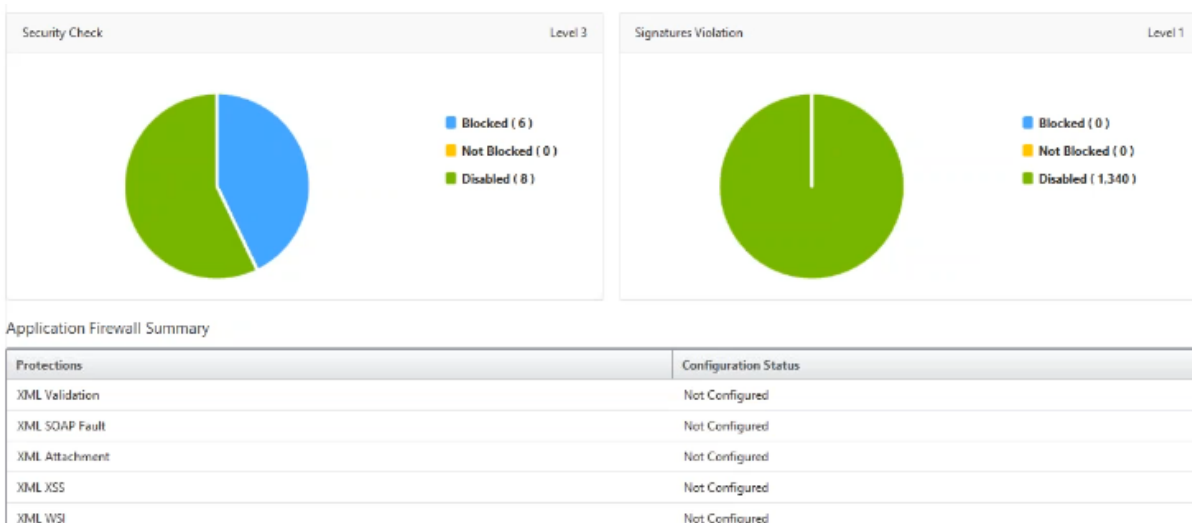 Security Check Level 3
Blocked ( 6 )
Not Blocked ( 0 )
Disabled ( 8 )
Signatures Violation Level 1
Blocked ( 0 )
Not Blocked ( 0 )
Disabled ( 1,340 )
Application Firewall Summary
Protections Configuration Status
XML Validation Not Configured
XML SOAP Fault Not Configured
XML Attachment Not Configured
XML XSS Not Configured
XML WSI Not Configured